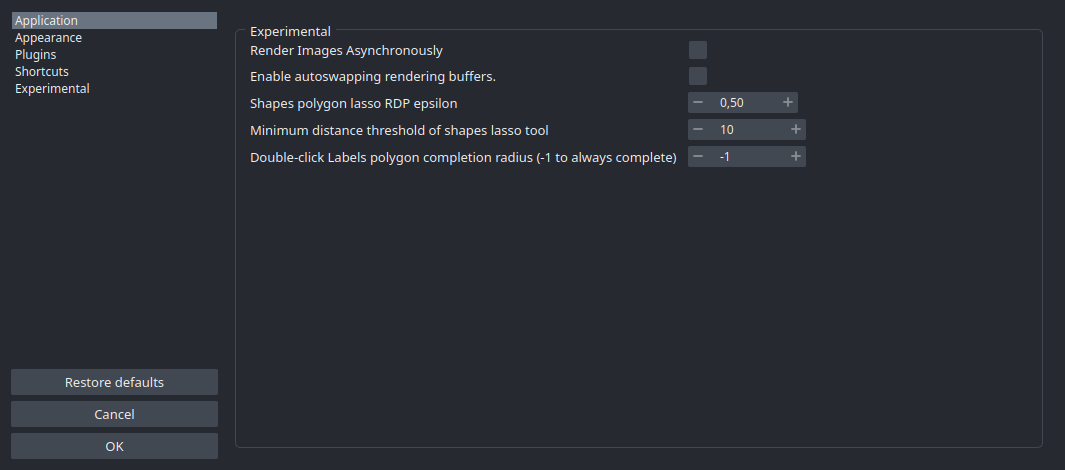 Application
Appearance
Plugins
Shortcuts
Experimental
Restore defaults
Cancel
OK
Experimental
Render Images Asynchronously
Enable autoswapping rendering buffers.
Shapes polygon lasso RDP epsilon − 0,50 +
Minimum distance threshold of shapes lasso tool − 10 +
Double-click Labels polygon completion radius (-1 to always complete) − -1 +